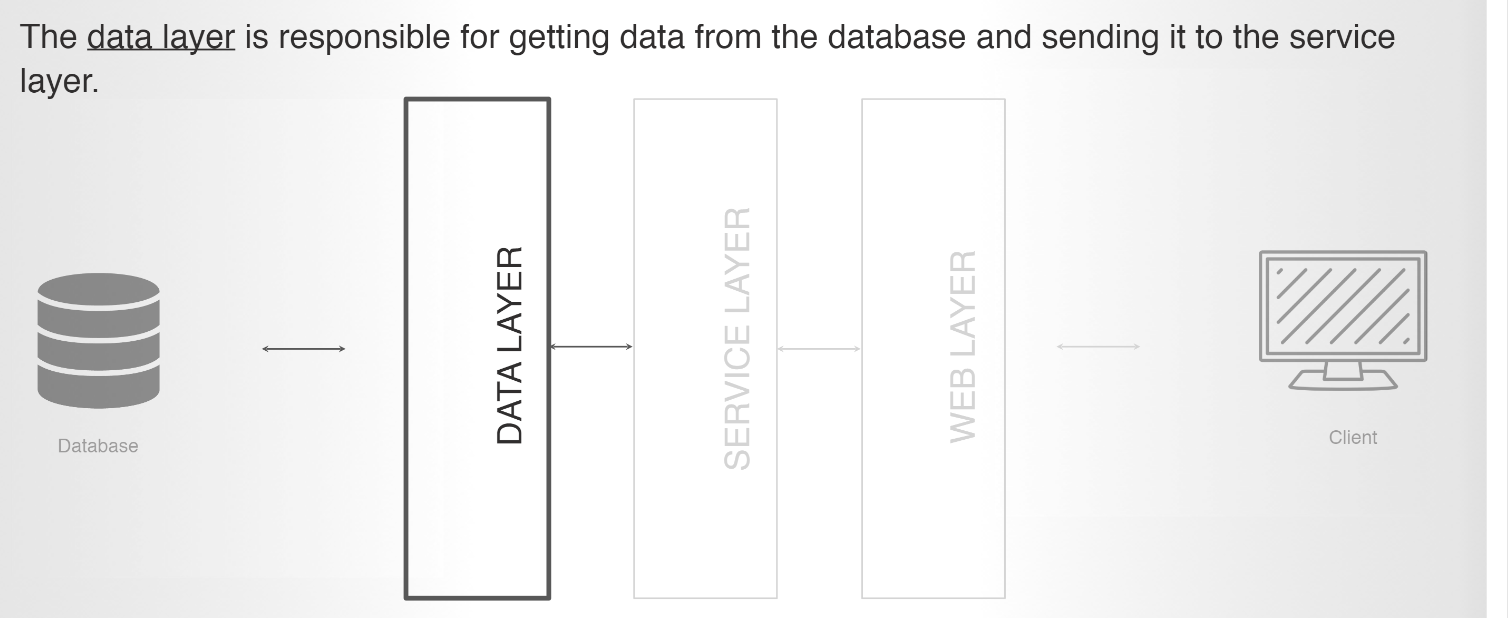 The data layer is responsible for getting data from the database and sending it to the service
layer.
DATA LAYER
SERVICE LAYER
WEB LAYER
Database
Client